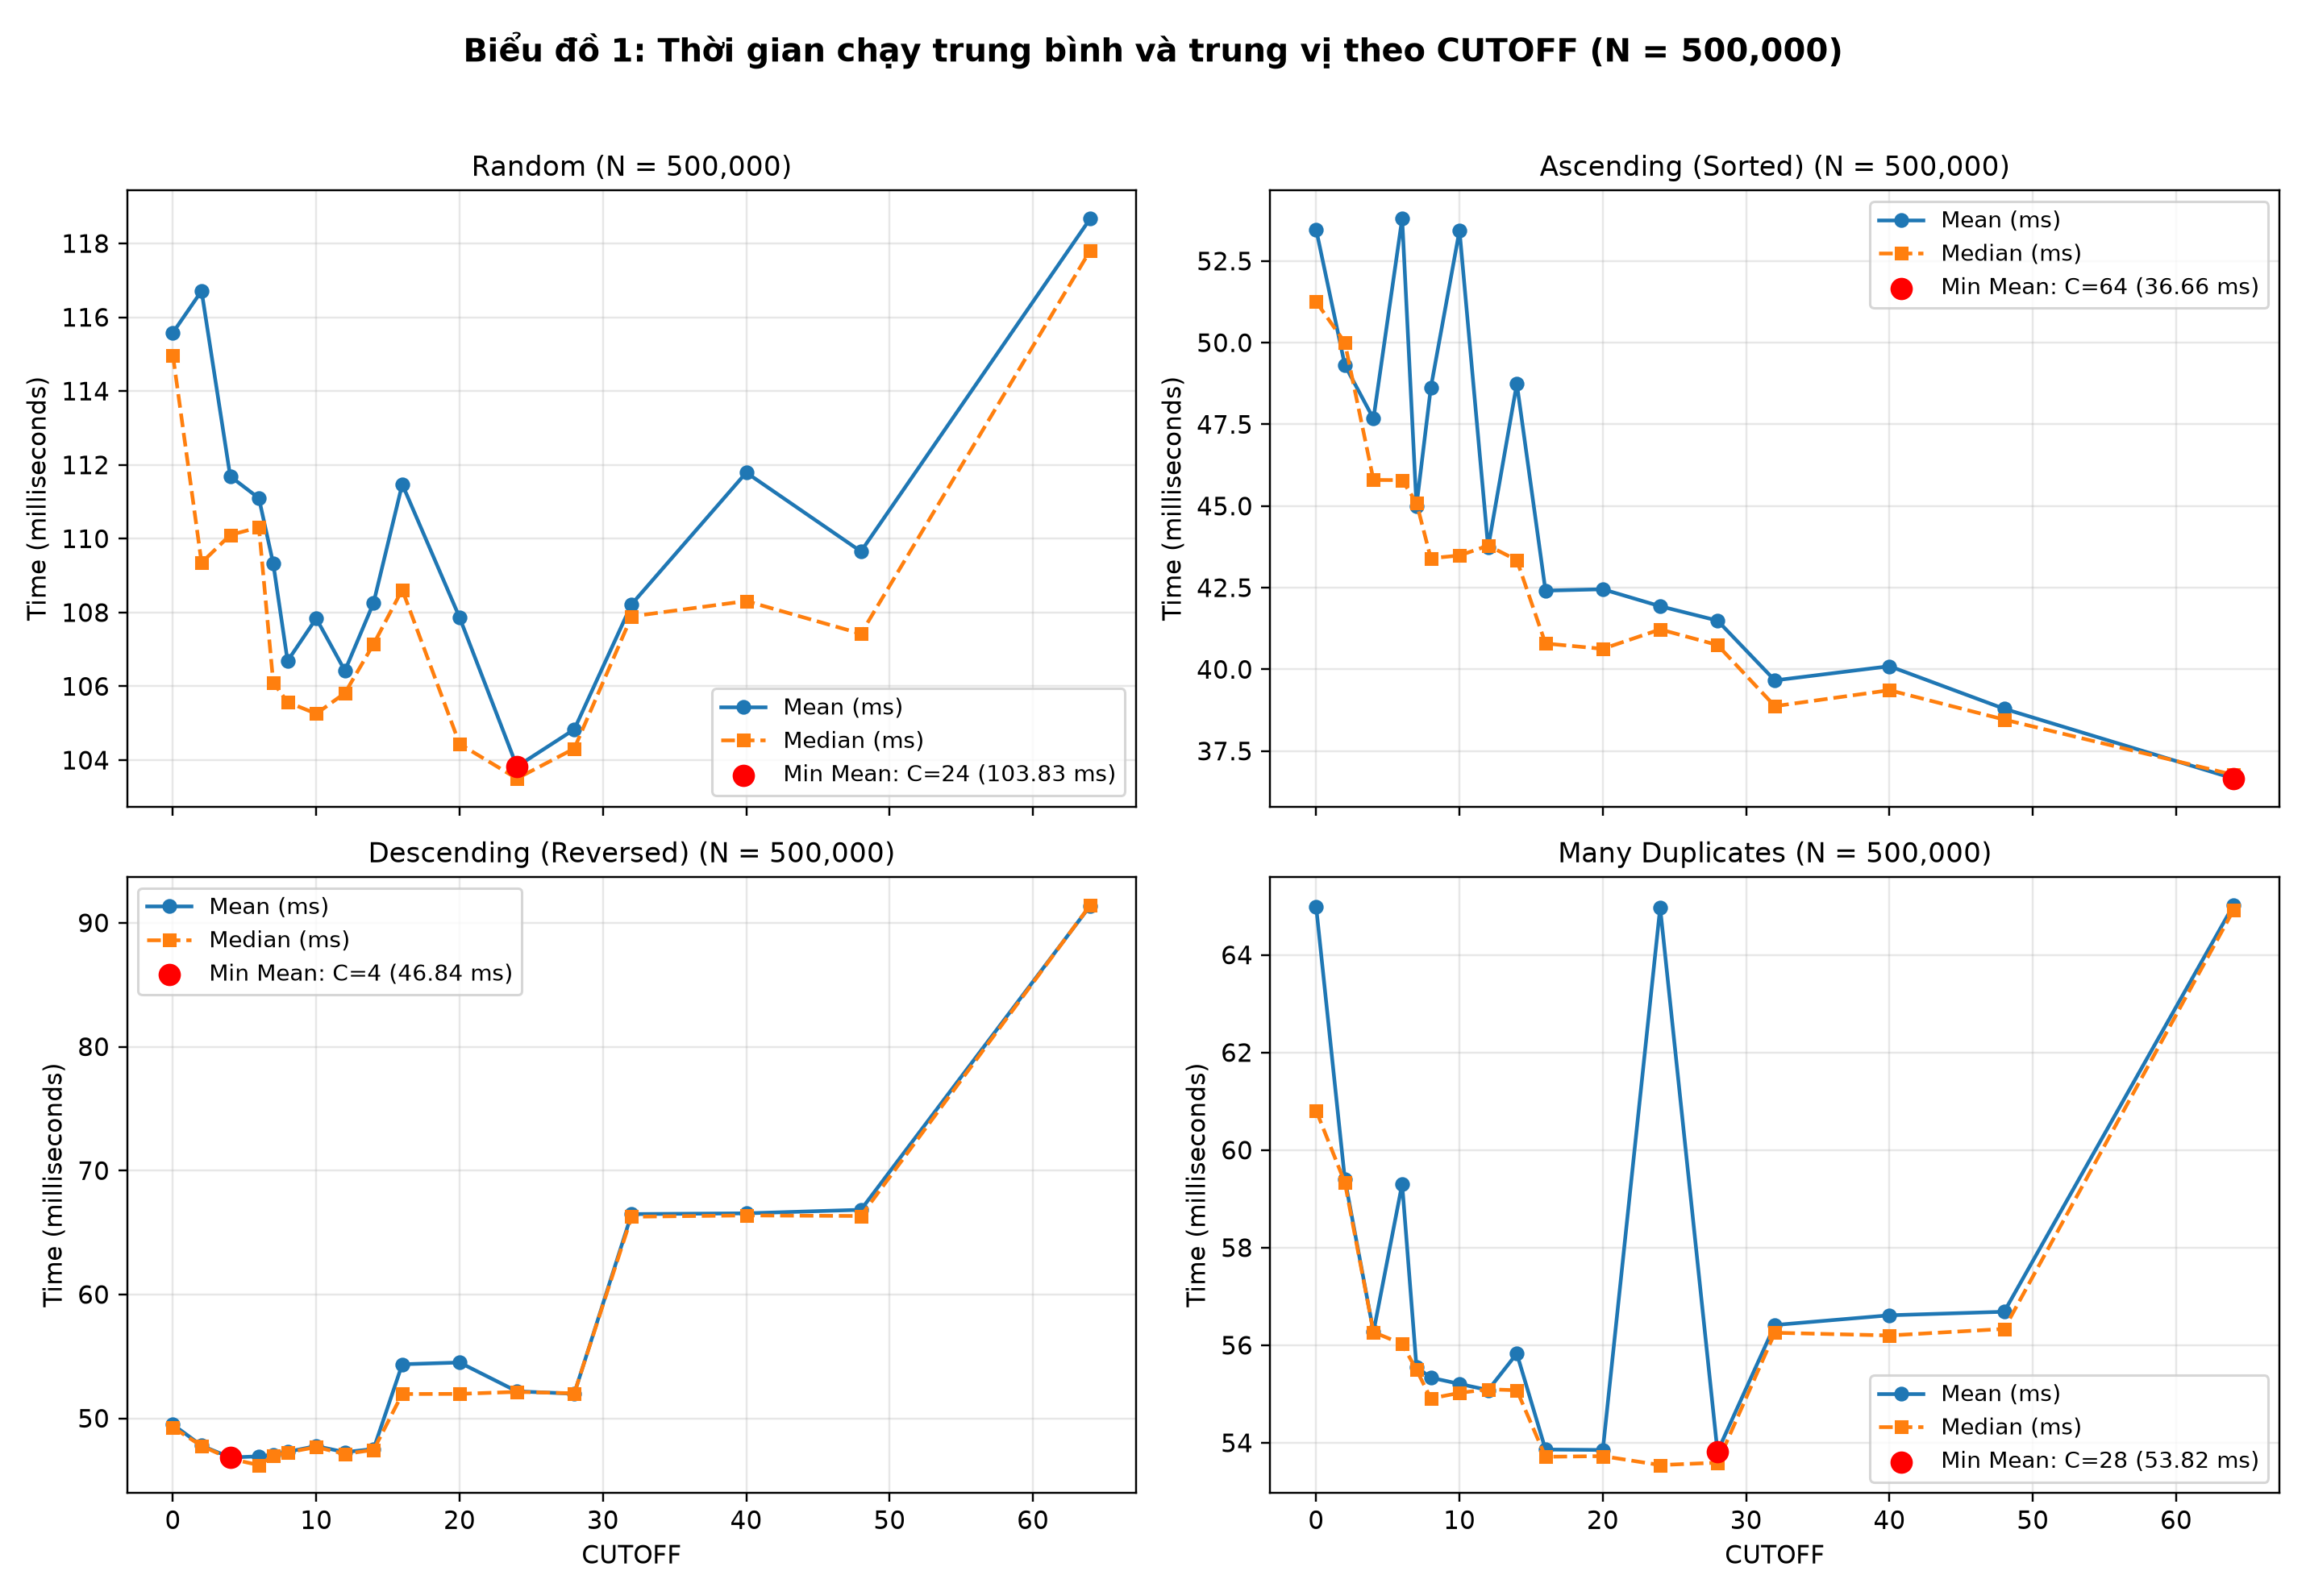 Biểu đồ 1: Thời gian chạy trung bình và trung vị theo CUTOFF (N = 500,000)
Random (N = 500,000)
Time (milliseconds)
118
116
114
112
110
108
106
104
Mean (ms)
Median (ms)
Min Mean: C=24 (103.83 ms)
Ascending (Sorted) (N = 500,000)
Time (milliseconds)
52.5
50.0
47.5
45.0
42.5
40.0
37.5
Mean (ms)
Median (ms)
Min Mean: C=64 (36.66 ms)
Descending (Reversed) (N = 500,000)
Time (milliseconds)
90
80
70
60
50
Mean (ms)
Median (ms)
Min Mean: C=4 (46.84 ms)
0 10 20 30 40 50 60
CUTOFF
Many Duplicates (N = 500,000)
Time (milliseconds)
64
62
60
58
56
54
Mean (ms)
Median (ms)
Min Mean: C=28 (53.82 ms)
0 10 20 30 40 50 60
CUTOFF